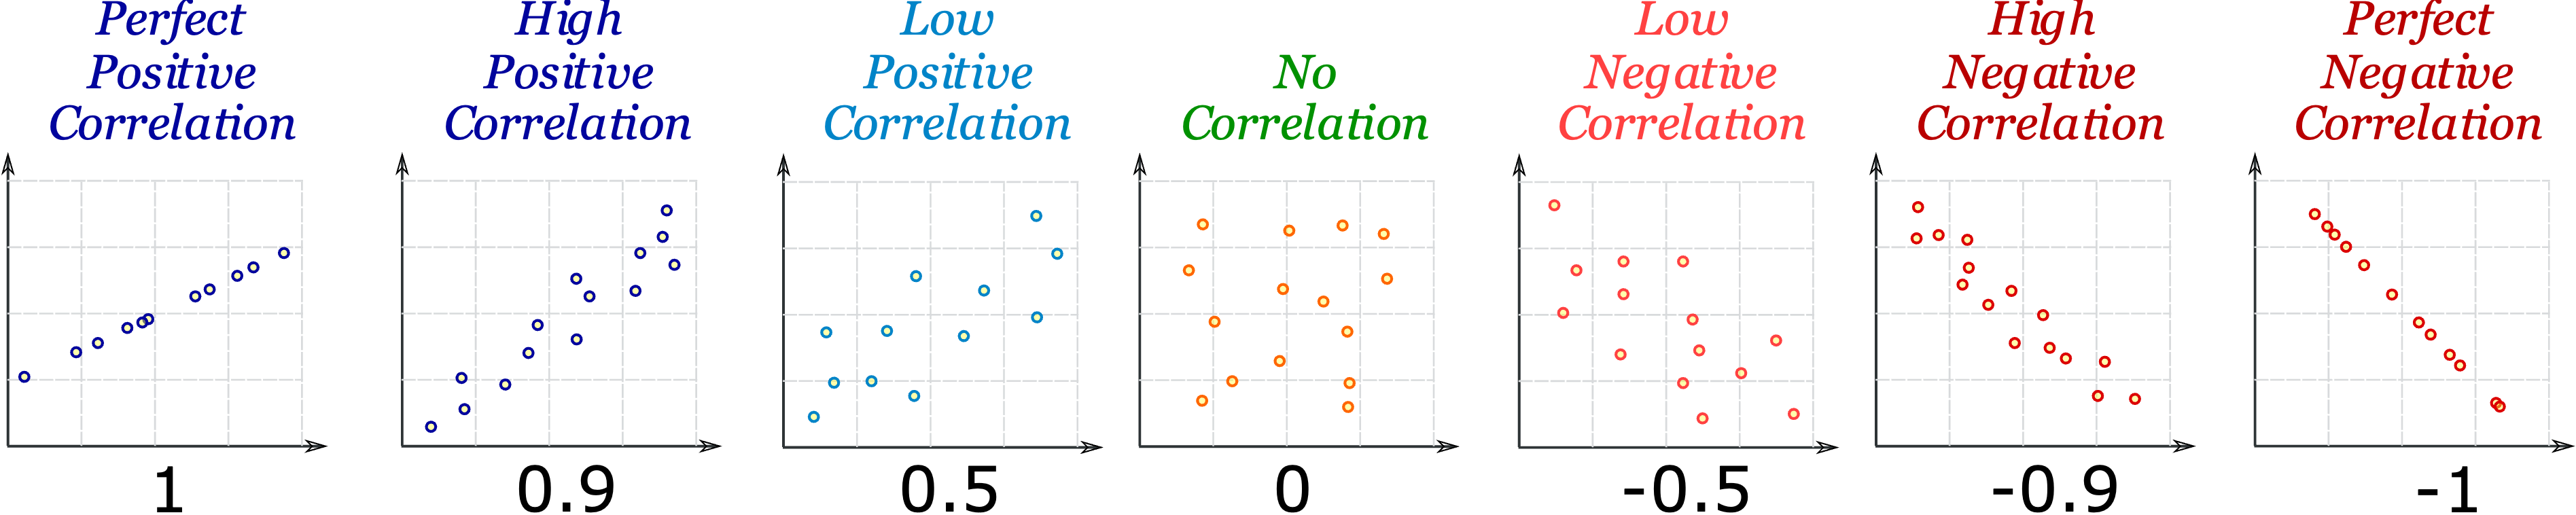 Perfect
Positive
Correlation
1
High
Positive
Correlation
0.9
Low
Positive
Correlation
0.5
No
Correlation
0
Low
Negative
Correlation
-0.5
High
Negative
Correlation
-0.9
Perfect
Negative
Correlation
-1